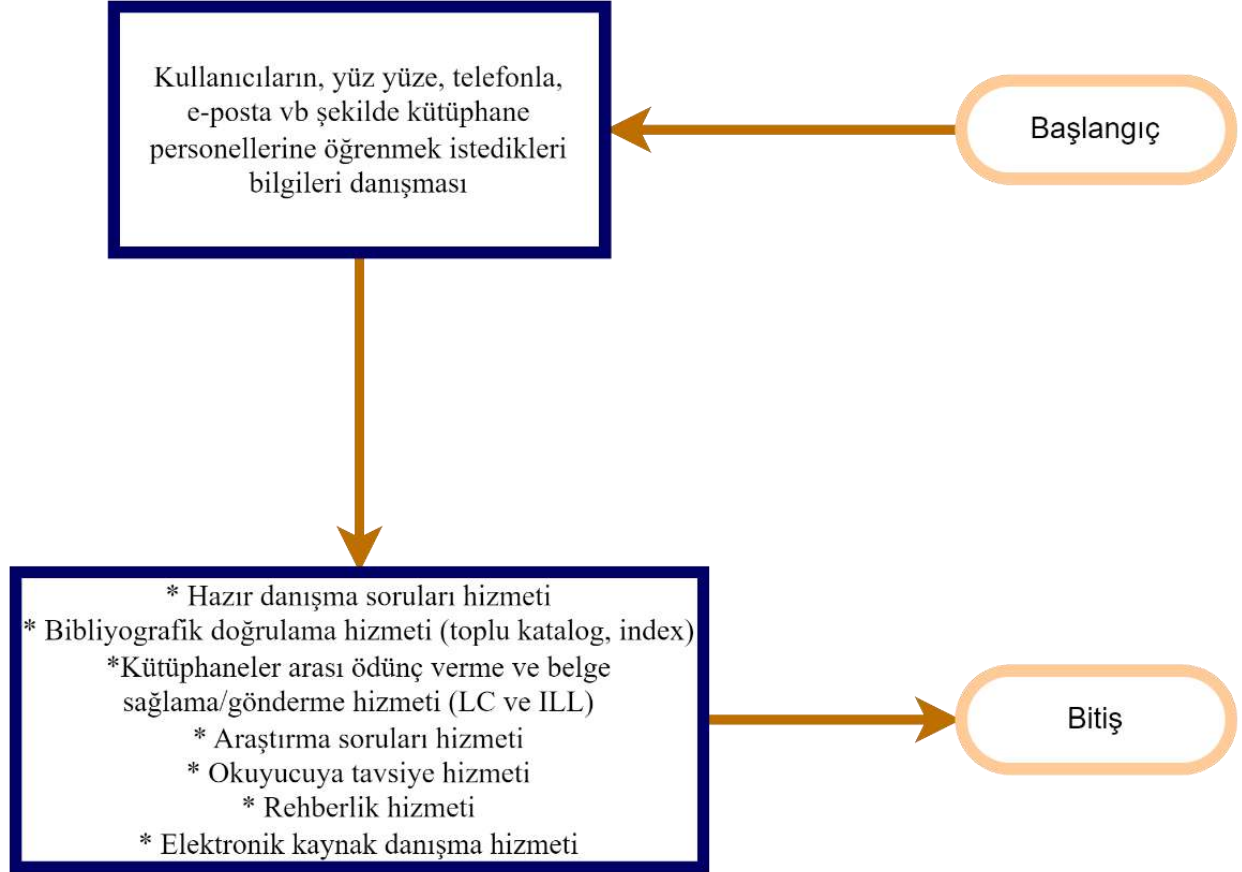 Başlangıç
Kullanıcıların, yüz yüze, telefonla,
e-posta vb şekilde kütüphane
personellerine öğrenmek istedikleri
bilgileri danışması
* Hazır danışma soruları hizmeti
* Bibliyografik doğrulama hizmeti (toplu katalog, index)
*Kütüphaneler arası ödünç verme ve belge
sağlama/gönderme hizmeti (LC ve ILL)
* Araştırma soruları hizmeti
* Okuyucuya tavsiye hizmeti
* Rehberlik hizmeti
* Elektronik kaynak danışma hizmeti
Bitiş